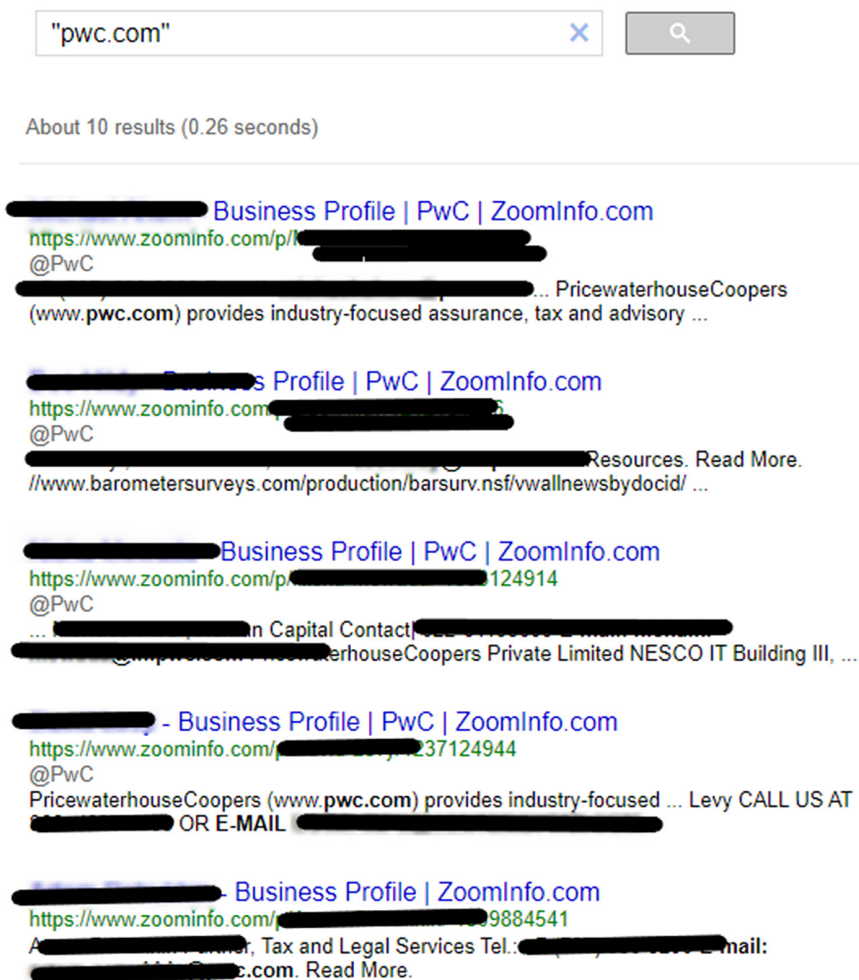 "pwc.com"
About 10 results (0.26 seconds)
Business Profile | PwC | ZoomInfo.com
https://www.zoominfo.com/p/
@PwC
... PricewaterhouseCoopers
(www.pwc.com) provides industry-focused assurance, tax and advisory ...
Profile | PwC | ZoomInfo.com
https://www.zoominfo.com
@PwC
Resources. Read More.
//www.barometersurveys.com/production/barsurv.nsf/vwallnewsbydocid/ ...
Business Profile | PwC | ZoomInfo.com
https://www.zoominfo.com/p/ 124914
@PwC
... Capital Contact
erhouseCoopers Private Limited NESCO IT Building III, ...
- Business Profile | PwC | ZoomInfo.com
https://www.zoominfo.com/ 237124944
@PwC
PricewaterhouseCoopers (www.pwc.com) provides industry-focused ... Levy CALL US AT
OR E-MAIL
- Business Profile | ZoomInfo.com
https://www.zoominfo.com/ 9884541
, Tax and Legal Services Tel.: mail:
c.com. Read More.